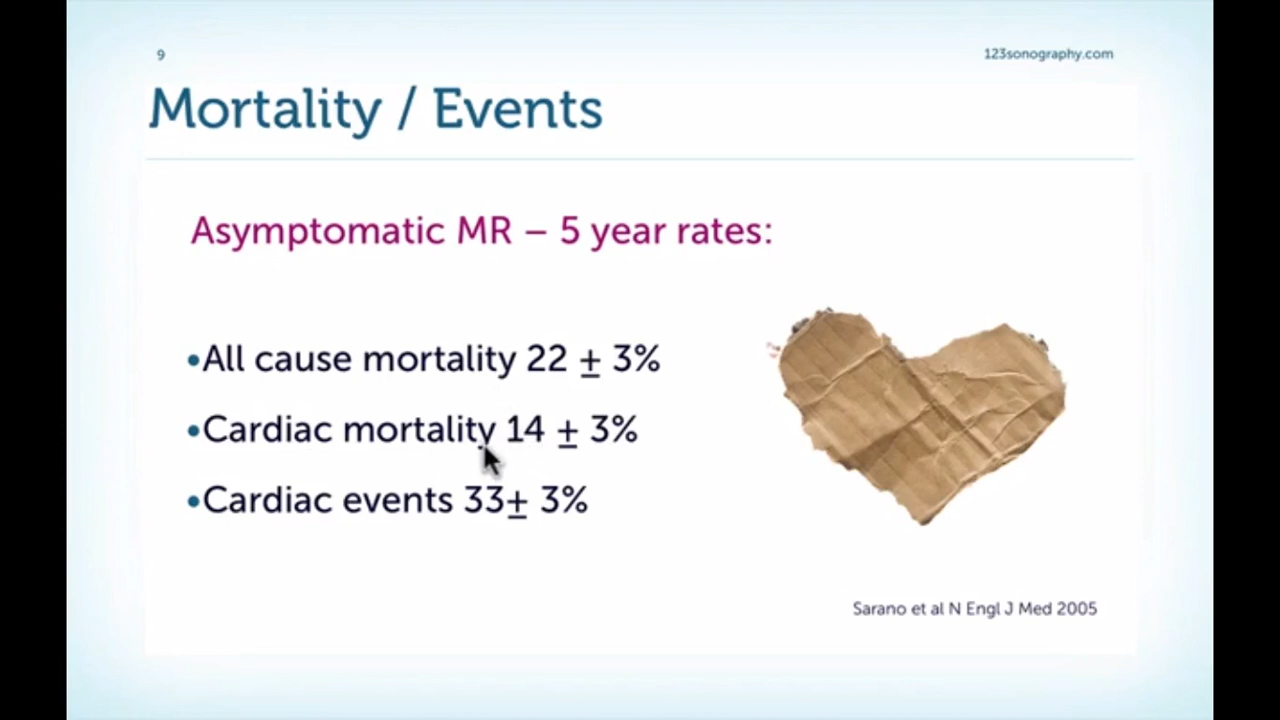 9
123sonography.com
Mortality / Events
Asymptomatic MR – 5 year rates:
•All cause mortality 22 ± 3%
•Cardiac mortality 14 ± 3%
•Cardiac events 33± 3%
Sarano et al N Engl J Med 2005